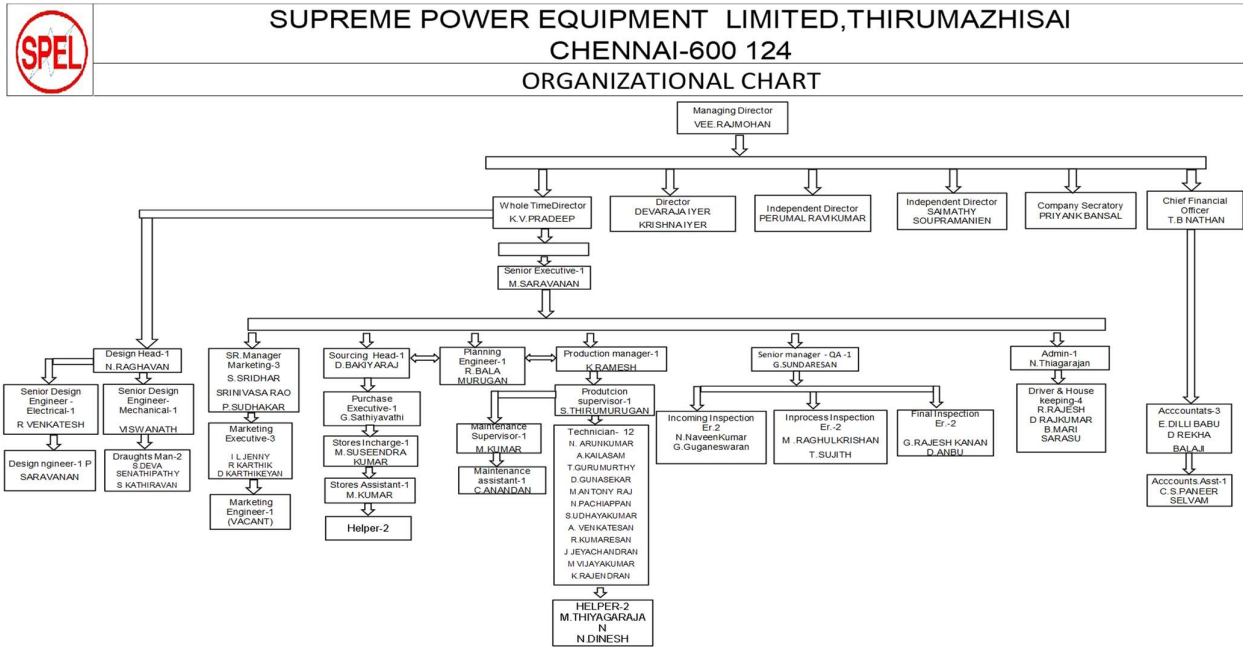 SPEL
SUPREME POWER EQUIPMENT LIMITED,THIRUMAZHISAI
CHENNAI-600 124
ORGANIZATIONAL CHART
Managing Director
VEE.RAJMOHAN
Whole TimeDirector
K.V.PRADEEP
Director
DEVARAJA IYER
KRISHNA IYER
Independent Director
PERUMAL RAVIKUMAR
Independent Director
SAIMATHY
SOUPRAMANIEN
Company Secratory
PRIYANK BANSAL
Chief Financial
Officer
T.B NATHAN
Senior Executive-1
M.SARAVANAN
Design Head-1
N.RAGHAVAN
SR.Manager
Marketing-3
S.SRIDHAR
SRINIVASA RAO
P.SUDHAKAR
Sourcing Head-1
D.BAKIYARAJ
Planning
Engineer-1
R.BALA
MURUGAN
Production manager-1
K RAMESH
Senior manager - QA -1
G.SUNDARESAN
Admin-1
N.Thiagarajan
Senior Design
Engineer -
Electrical-1
R VENKATESH
Senior Design
Engineer-
Mechanical-1
VISWANATH
Purchase
Executive-1
G.Sathiyavathi
Produtcion
supervisor-1
S.THIRUMURUGAN
Incoming Inspection
Er.2
N.NaveenKumar
G.Guganeswaran
Inprocess Inspection
Er.-2
M .RAGHULKRISHAN
T.SUJITH
Final Inspection
Er.-2
G.RAJESH KANAN
D.ANBU
Driver & House
keeping-4
R.RAJESH
D RAJKUMAR
B.MARI
SARASU
Acccountats-3
E.DILLI BABU
D REKHA
BALAJI
Design ngineer-1 P
SARAVANAN
Draughts Man-2
S.DEVA
SENATHIPATHY
S KATHIRAVAN
Marketing
Executive-3
I L JENNY
R KARTHIK
D KARTHIKEYAN
Stores Incharge-1
M.SUSEENDRA
KUMAR
Maintenance
Supervisor-1
M.KUMAR
Technician- 12
N. ARUNKUMAR
A.KAILASAM
T.GURUMURTHY
D.GUNASEKAR
M.ANTONY RAJ
N.PACHIAPPAN
S.UDHAYAKUMAR
A. VENKATESAN
R.KUMARESAN
J JEYACHANDRAN
M VIJAYAKUMAR
K.RAJENDRAN
Marketing
Engineer-1
(VACANT)
Stores Assistant-1
M.KUMAR
Maintenance
assistant-1
C.ANANDAN
Acccounts.Asst-1
C.S.PANEER
SELVAM
Helper-2
HELPER-2
M.THIYAGARAJA
N
N.DINESH